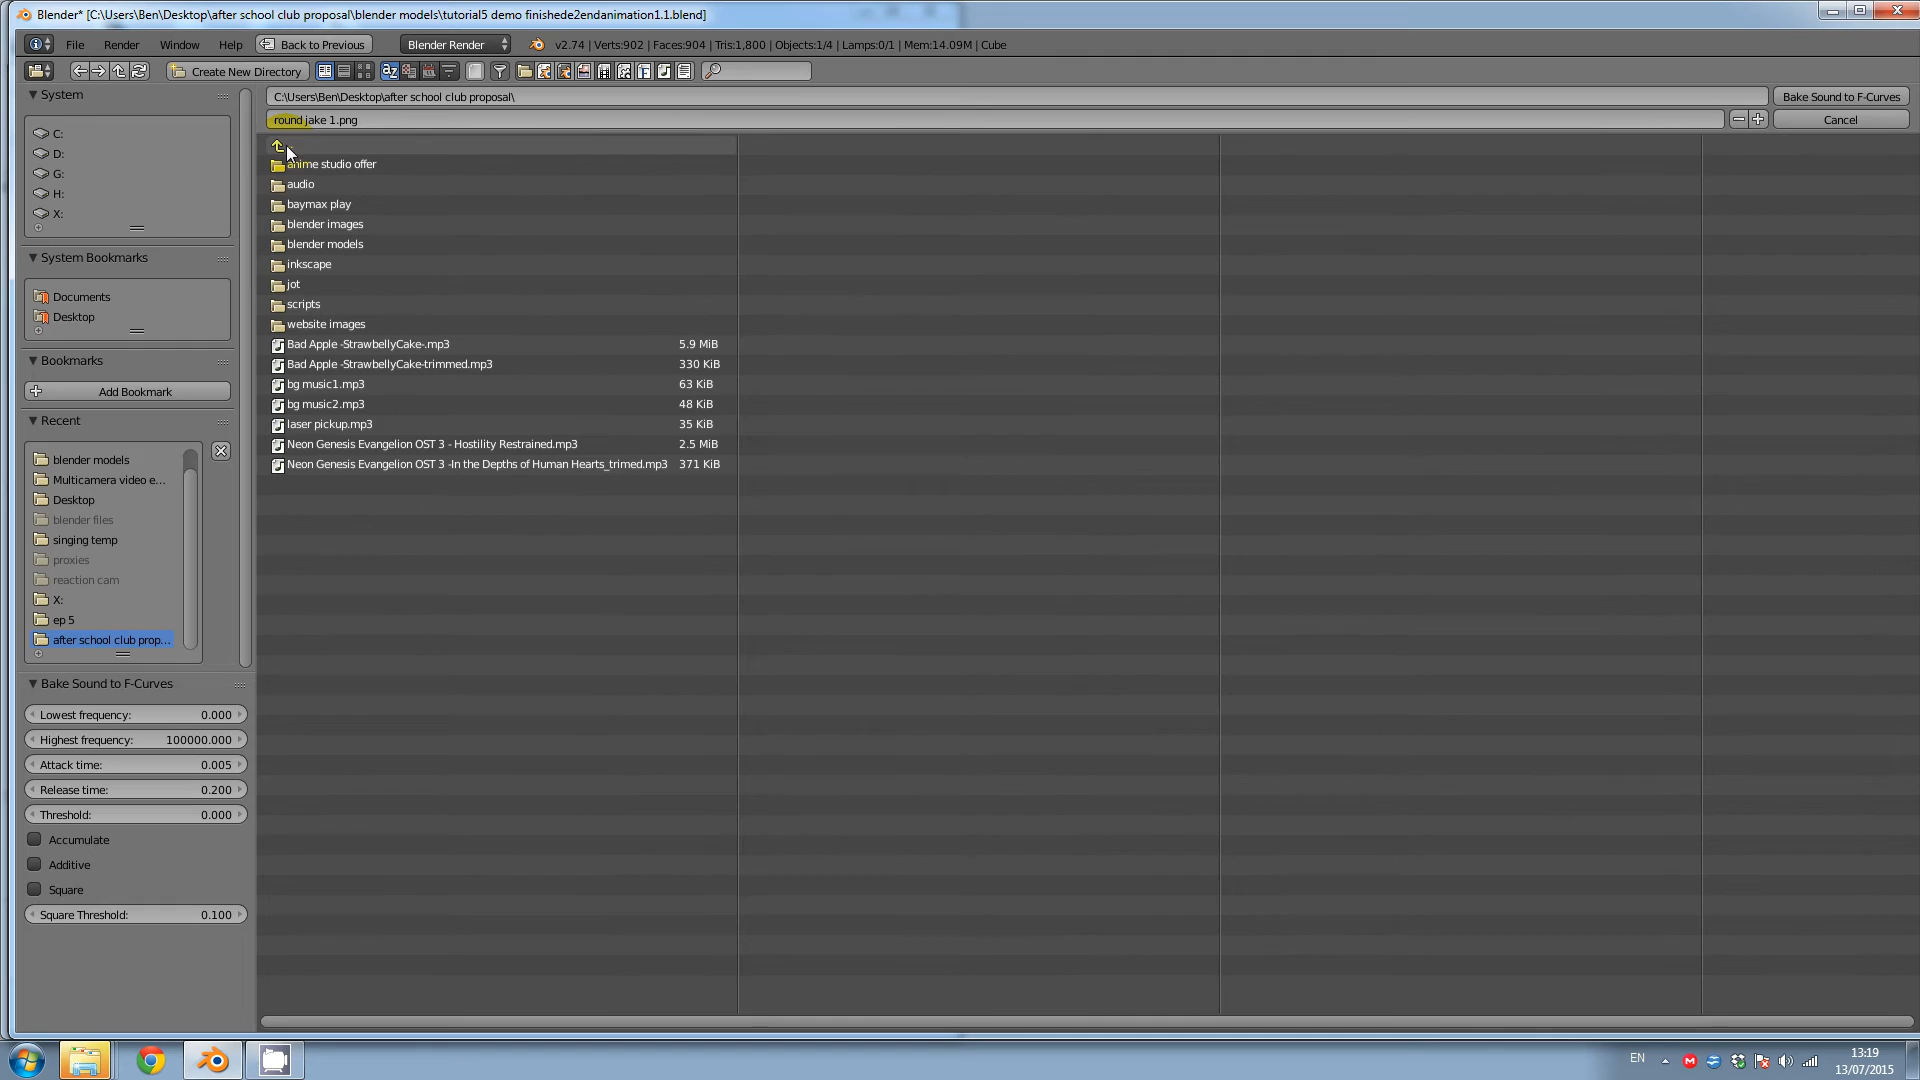 Blender* [C:\Users\Ben\Desktop\after school club proposal\blender models\tutorial5 demo finishede2endanimation1.1.blend]
File Render Window Help Back to Previous Blender Render v2.74 | Verts:902 | Faces:904 | Tris:1,800 | Objects:1/4 | Lamps:0/1 | Mem:14.09M | Cube
Create New Directory
System
C:
D:
G:
H:
X:
System Bookmarks
Documents
Desktop
Bookmarks
Add Bookmark
Recent
blender models
Multicamera video e...
Desktop
blender files
singing temp
proxies
reaction cam
X:
ep 5
after school club prop...
Bake Sound to F-Curves
Lowest frequency: 0.000
Highest frequency: 100000.000
Attack time: 0.005
Release time: 0.200
Threshold: 0.000
Accumulate
Additive
Square
Square Threshold: 0.100
C:\Users\Ben\Desktop\after school club proposal\ Bake Sound to F-Curves
round jake 1.png Cancel
anime studio offer
audio
baymax play
blender images
blender models
inkscape
jot
scripts
website images
Bad Apple -StrawbellyCake-.mp3 5.9 MiB
Bad Apple -StrawbellyCake-trimmed.mp3 330 KiB
bg music1.mp3 63 KiB
bg music2.mp3 48 KiB
laser pickup.mp3 35 KiB
Neon Genesis Evangelion OST 3 - Hostility Restrained.mp3 2.5 MiB
Neon Genesis Evangelion OST 3 -In the Depths of Human Hearts_trimed.mp3 371 KiB
EN
13:19
13/07/2015